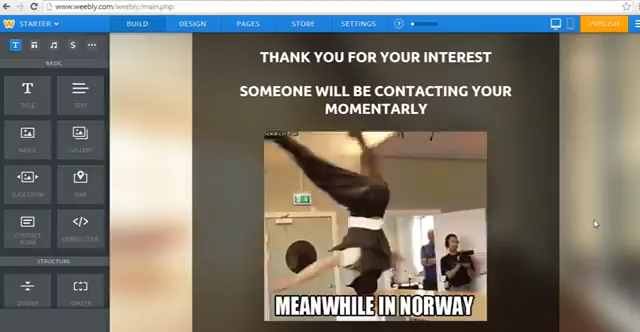 www.weebly.com/weebly/main.php
STARTER
BUILD
DESIGN
PAGES
STORE
SETTINGS
?
PUBLISH
BASIC
TITLE
TEXT
IMAGE
GALLERY
SLIDESHOW
MAP
CONTACT
FORM
EMBED CODE
STRUCTURE
DIVIDER
SPACER
THANK YOU FOR YOUR INTEREST
SOMEONE WILL BE CONTACTING YOUR
MOMENTARLY
MEANWHILE IN NORWAY